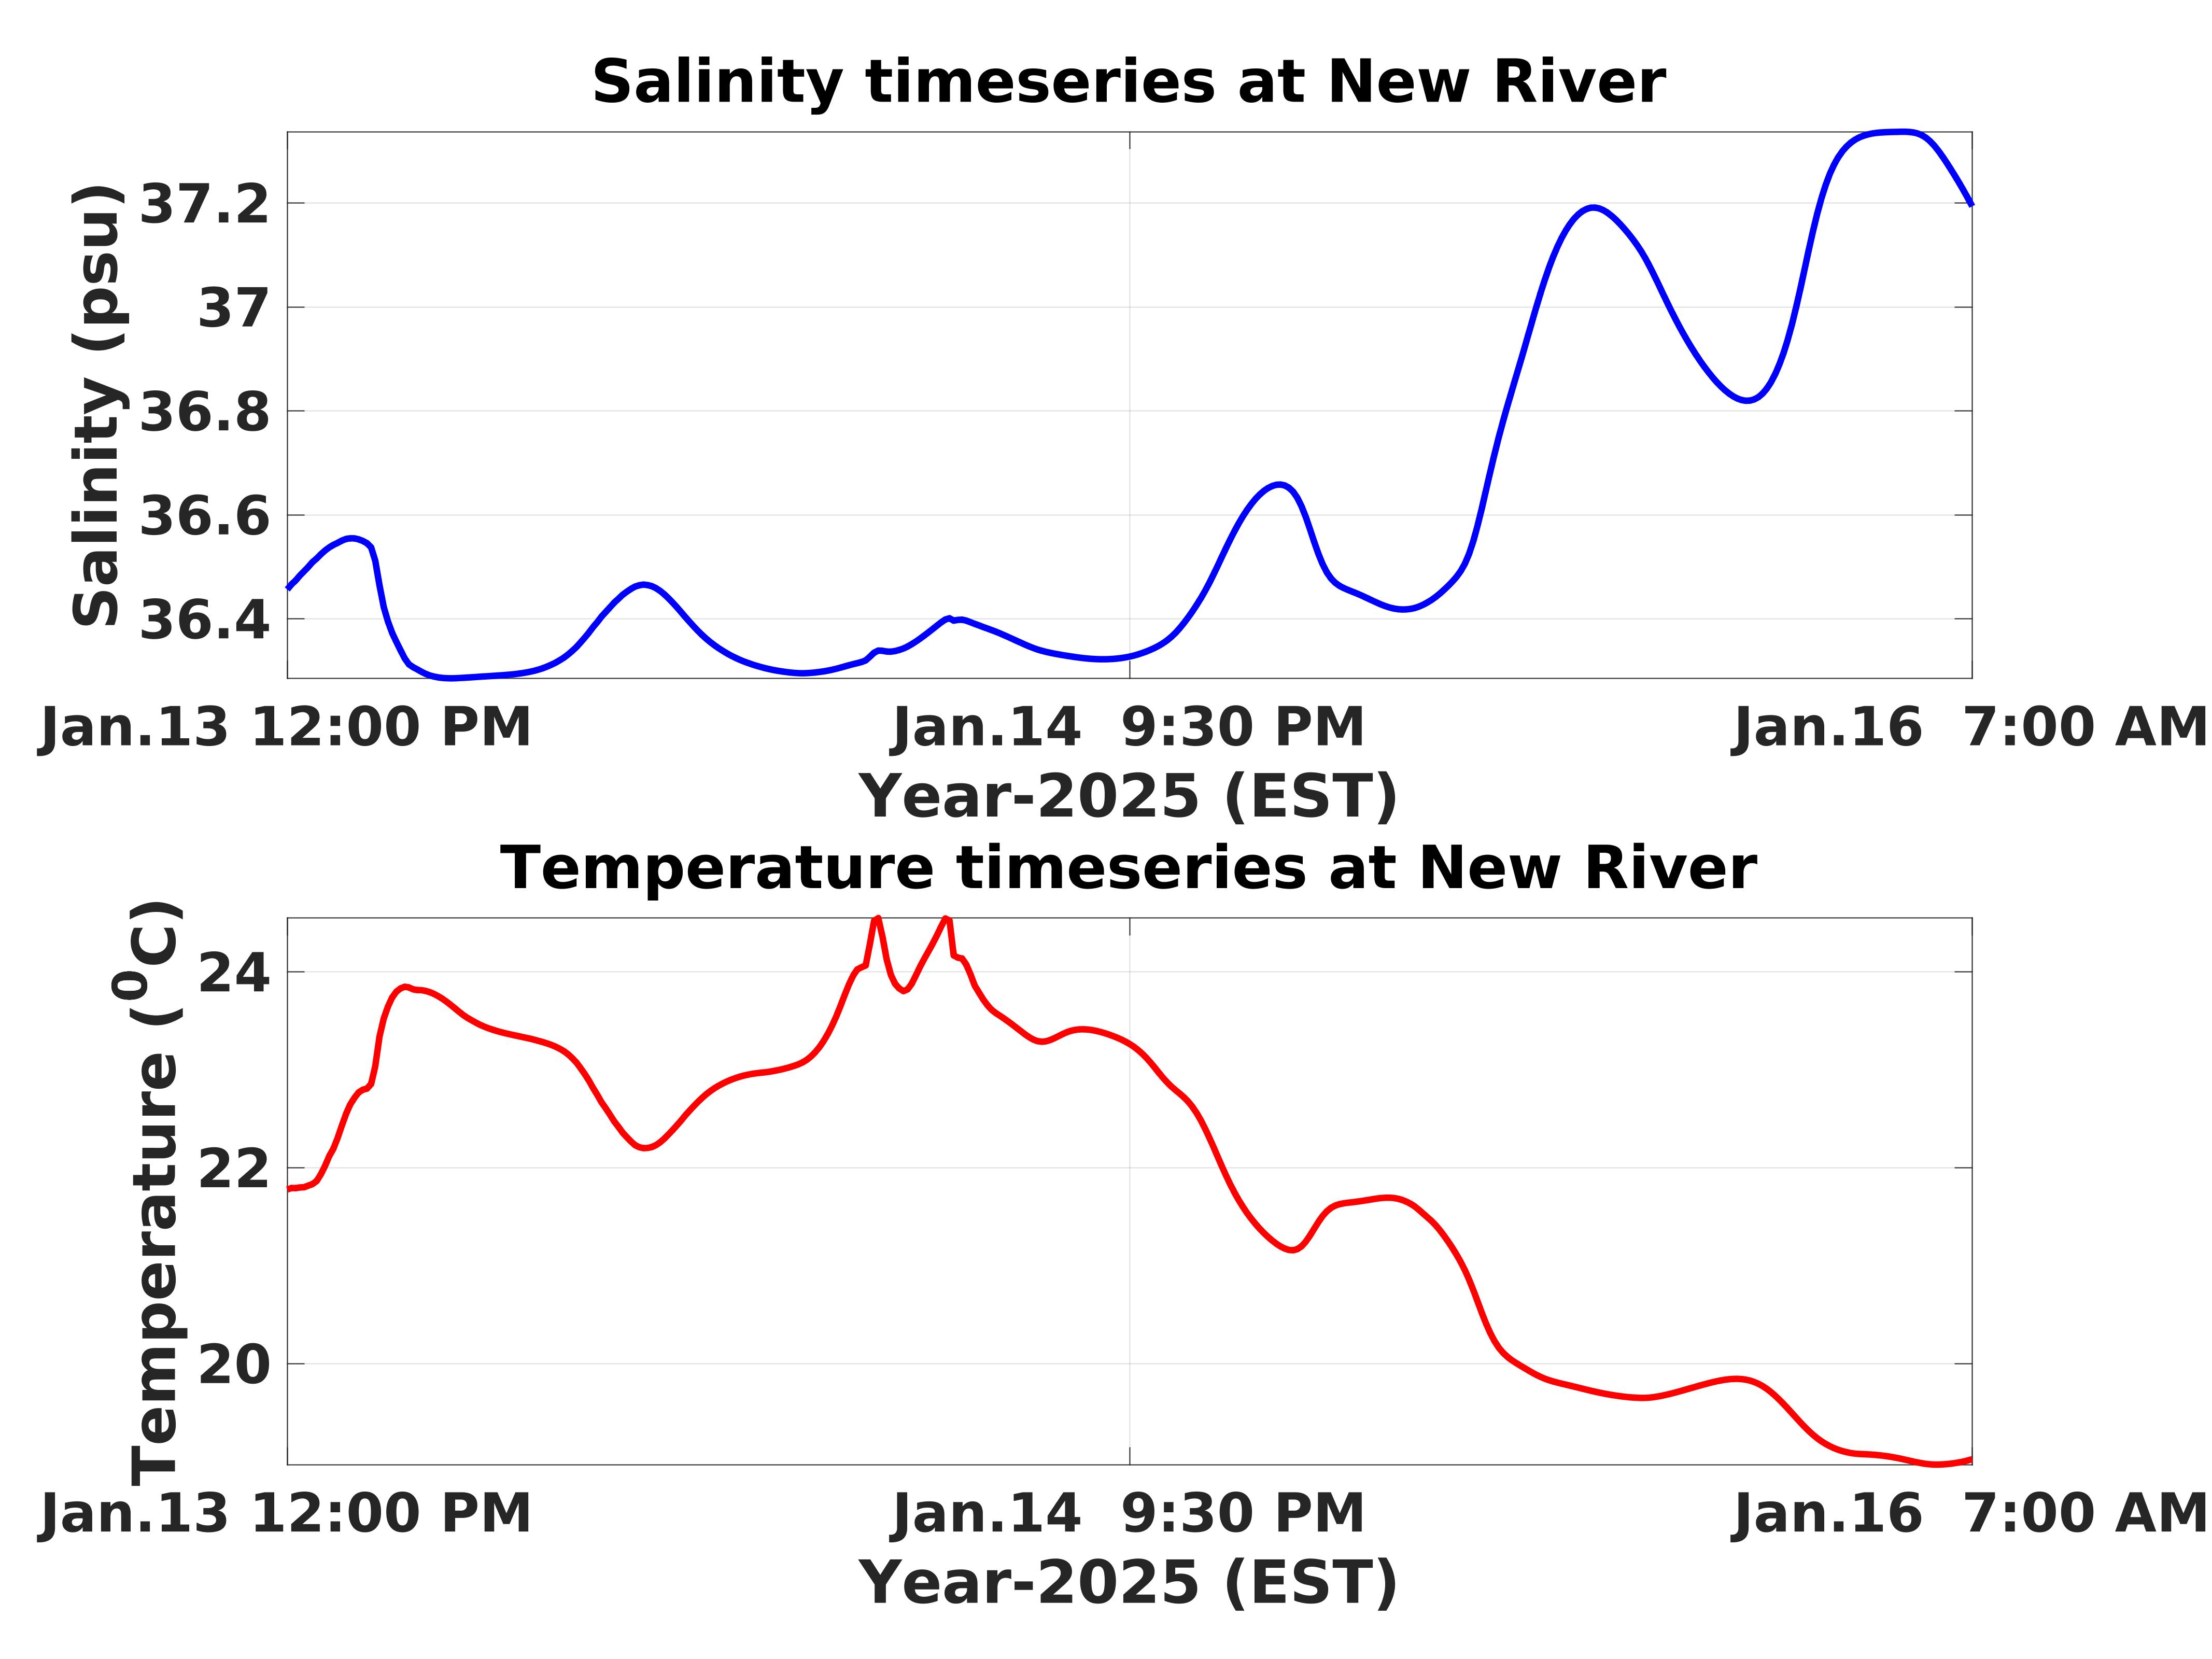 Salinity timeseries at New River
Salinity (psu)
37.2
37
36.8
36.6
36.4
Jan.13 12:00 PM
Jan.14  9:30 PM
Jan.16  7:00 AM
Year-2025 (EST)
Temperature timeseries at New River
Temperature (⁰C)
24
22
20
Jan.13 12:00 PM
Jan.14  9:30 PM
Jan.16  7:00 AM
Year-2025 (EST)